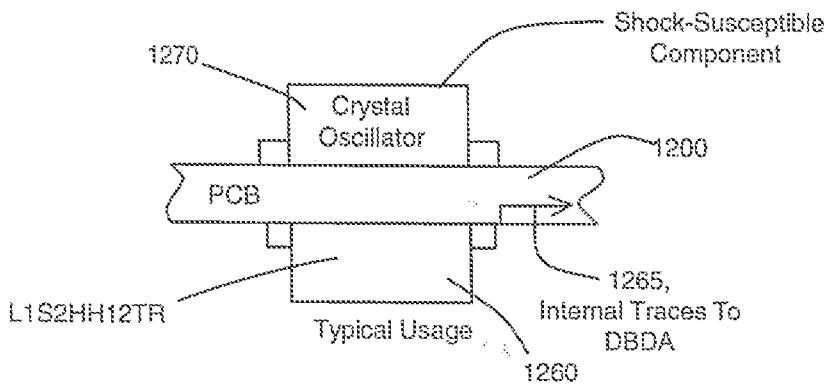 Shock-Susceptible
Component
1270
Crystal
Oscillator
1200
PCB
1265,
Internal Traces To
DBDA
L1S2HH12TR
Typical Usage
1260